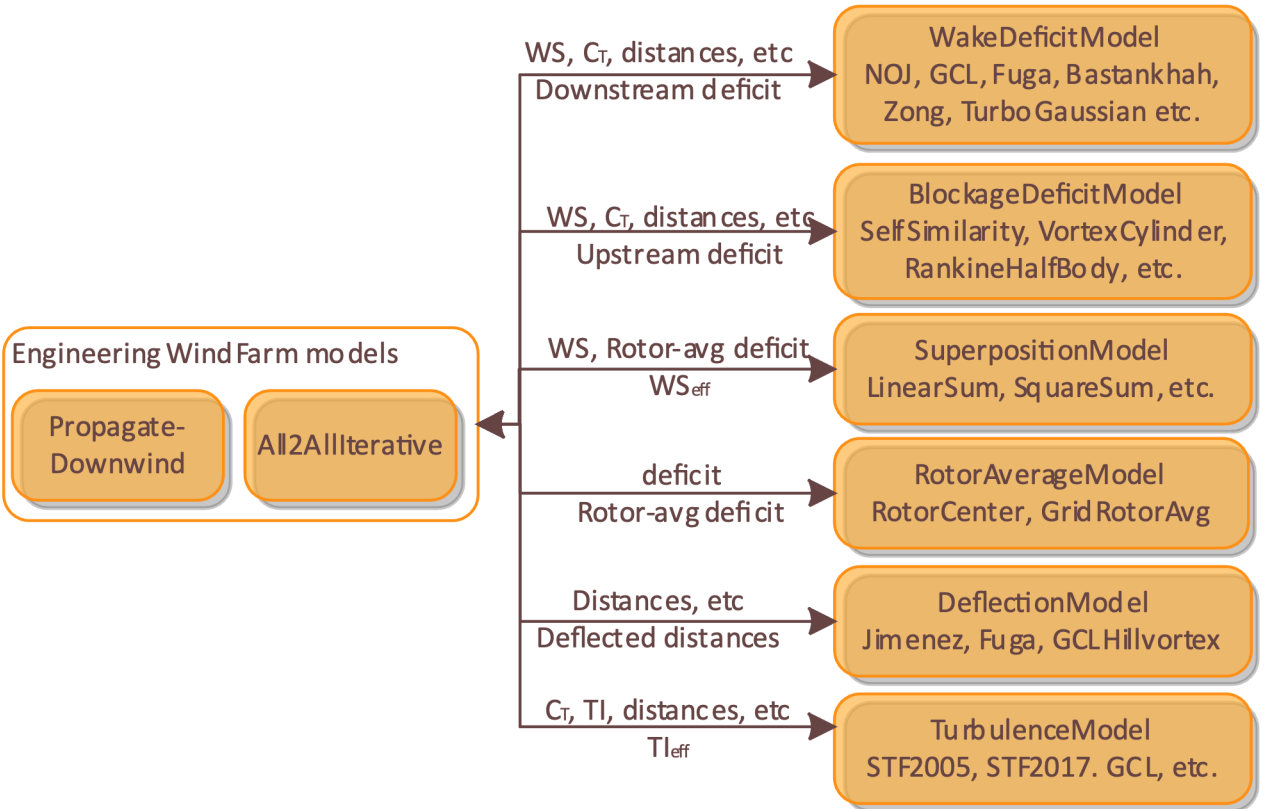 WS, CT, distances, etc
Downstream deficit
WakeDeficitModel
NOJ, GCL, Fuga, Bastankhah,
Zong, TurboGaussian etc.
WS, CT, distances, etc
Upstream deficit
BlockageDeficitModel
SelfSimilarity, VortexCylinder,
RankineHalfBody, etc.
Engineering Wind Farm models
Propagate-
Downwind
All2AllIterative
WS, Rotor-avg deficit
WSeff
SuperpositionModel
LinearSum, SquareSum, etc.
deficit
Rotor-avg deficit
RotorAverageModel
RotorCenter, GridRotorAvg
Distances, etc
Deflected distances
DeflectionModel
Jimenez, Fuga, GCLHillvortex
CT, TI, distances, etc
TIeff
TurbulenceModel
STF2005, STF2017. GCL, etc.